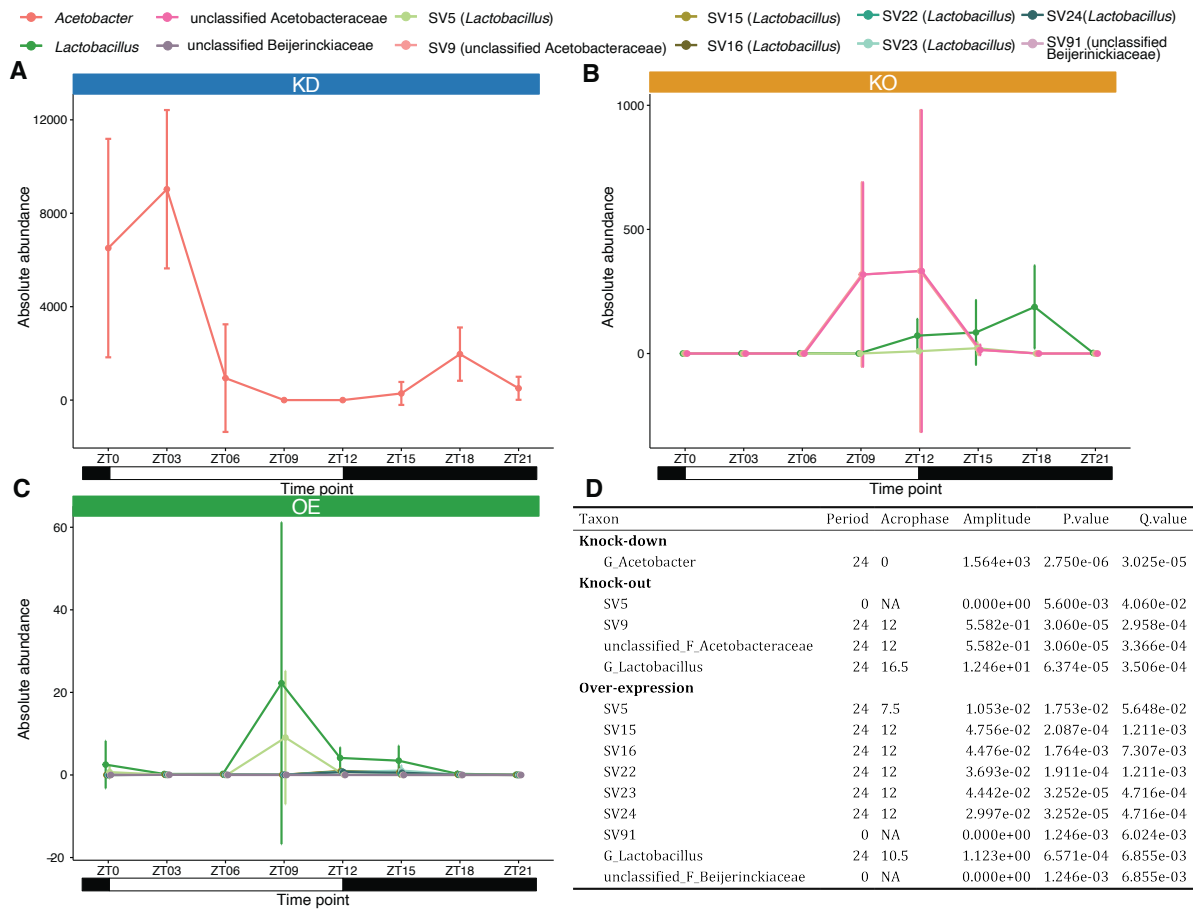 Acetobacter
unclassified Acetobacteraceae
SV5 (Lactobacillus)
SV15 (Lactobacillus)
SV22 (Lactobacillus)
SV24(Lactobacillus)
Lactobacillus
unclassified Beijerinckiaceae
SV9 (unclassified Acetobacteraceae)
SV16 (Lactobacillus)
SV23 (Lactobacillus)
SV91 (unclassified
Beijerinickiaceae)
A
KD
Absolute abundance
12000
8000
4000
0
ZT0 ZT03 ZT06 ZT09 ZT12 ZT15 ZT18 ZT21
Time point
B
KO
Absolute abundance
1000
500
0
ZT0 ZT03 ZT06 ZT09 ZT12 ZT15 ZT18 ZT21
Time point
C
OE
Absolute abundance
60
40
20
0
-20
ZT0 ZT03 ZT06 ZT09 ZT12 ZT15 ZT18 ZT21
Time point
D
Taxon Period Acrophase Amplitude P.value Q.value
Knock-down
G_Acetobacter 24 0 1.564e+03 2.750e-06 3.025e-05
Knock-out
SV5 0 NA 0.000e+00 5.600e-03 4.060e-02
SV9 24 12 5.582e-01 3.060e-05 2.958e-04
unclassified_F_Acetobacteraceae 24 12 5.582e-01 3.060e-05 3.366e-04
G_Lactobacillus 24 16.5 1.246e+01 6.374e-05 3.506e-04
Over-expression
SV5 24 7.5 1.053e-02 1.753e-02 5.648e-02
SV15 24 12 4.756e-02 2.087e-04 1.211e-03
SV16 24 12 4.476e-02 1.764e-03 7.307e-03
SV22 24 12 3.693e-02 1.911e-04 1.211e-03
SV23 24 12 4.442e-02 3.252e-05 4.716e-04
SV24 24 12 2.997e-02 3.252e-05 4.716e-04
SV91 0 NA 0.000e+00 1.246e-03 6.024e-03
G_Lactobacillus 24 10.5 1.123e+00 6.571e-04 6.855e-03
unclassified_F_Beijerinckiaceae 0 NA 0.000e+00 1.246e-03 6.855e-03